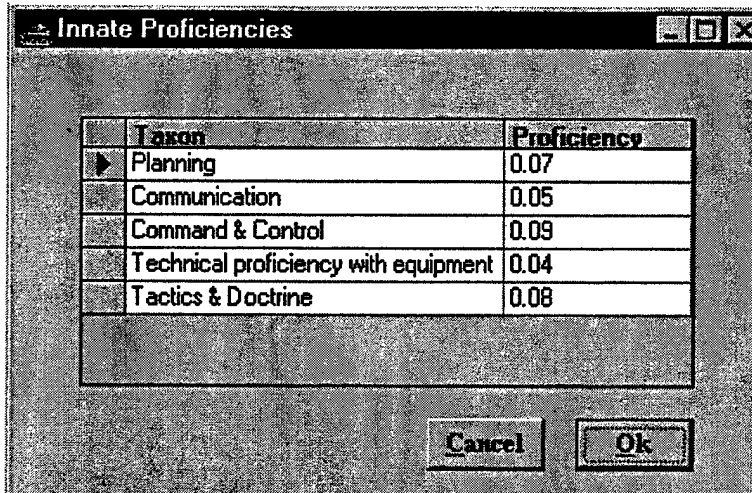 Innate Proficiencies
Taxon Proficiency
Planning 0.07
Communication 0.05
Command & Control 0.09
Technical proficiency with equipment 0.04
Tactics & Doctrine 0.08
Cancel Ok